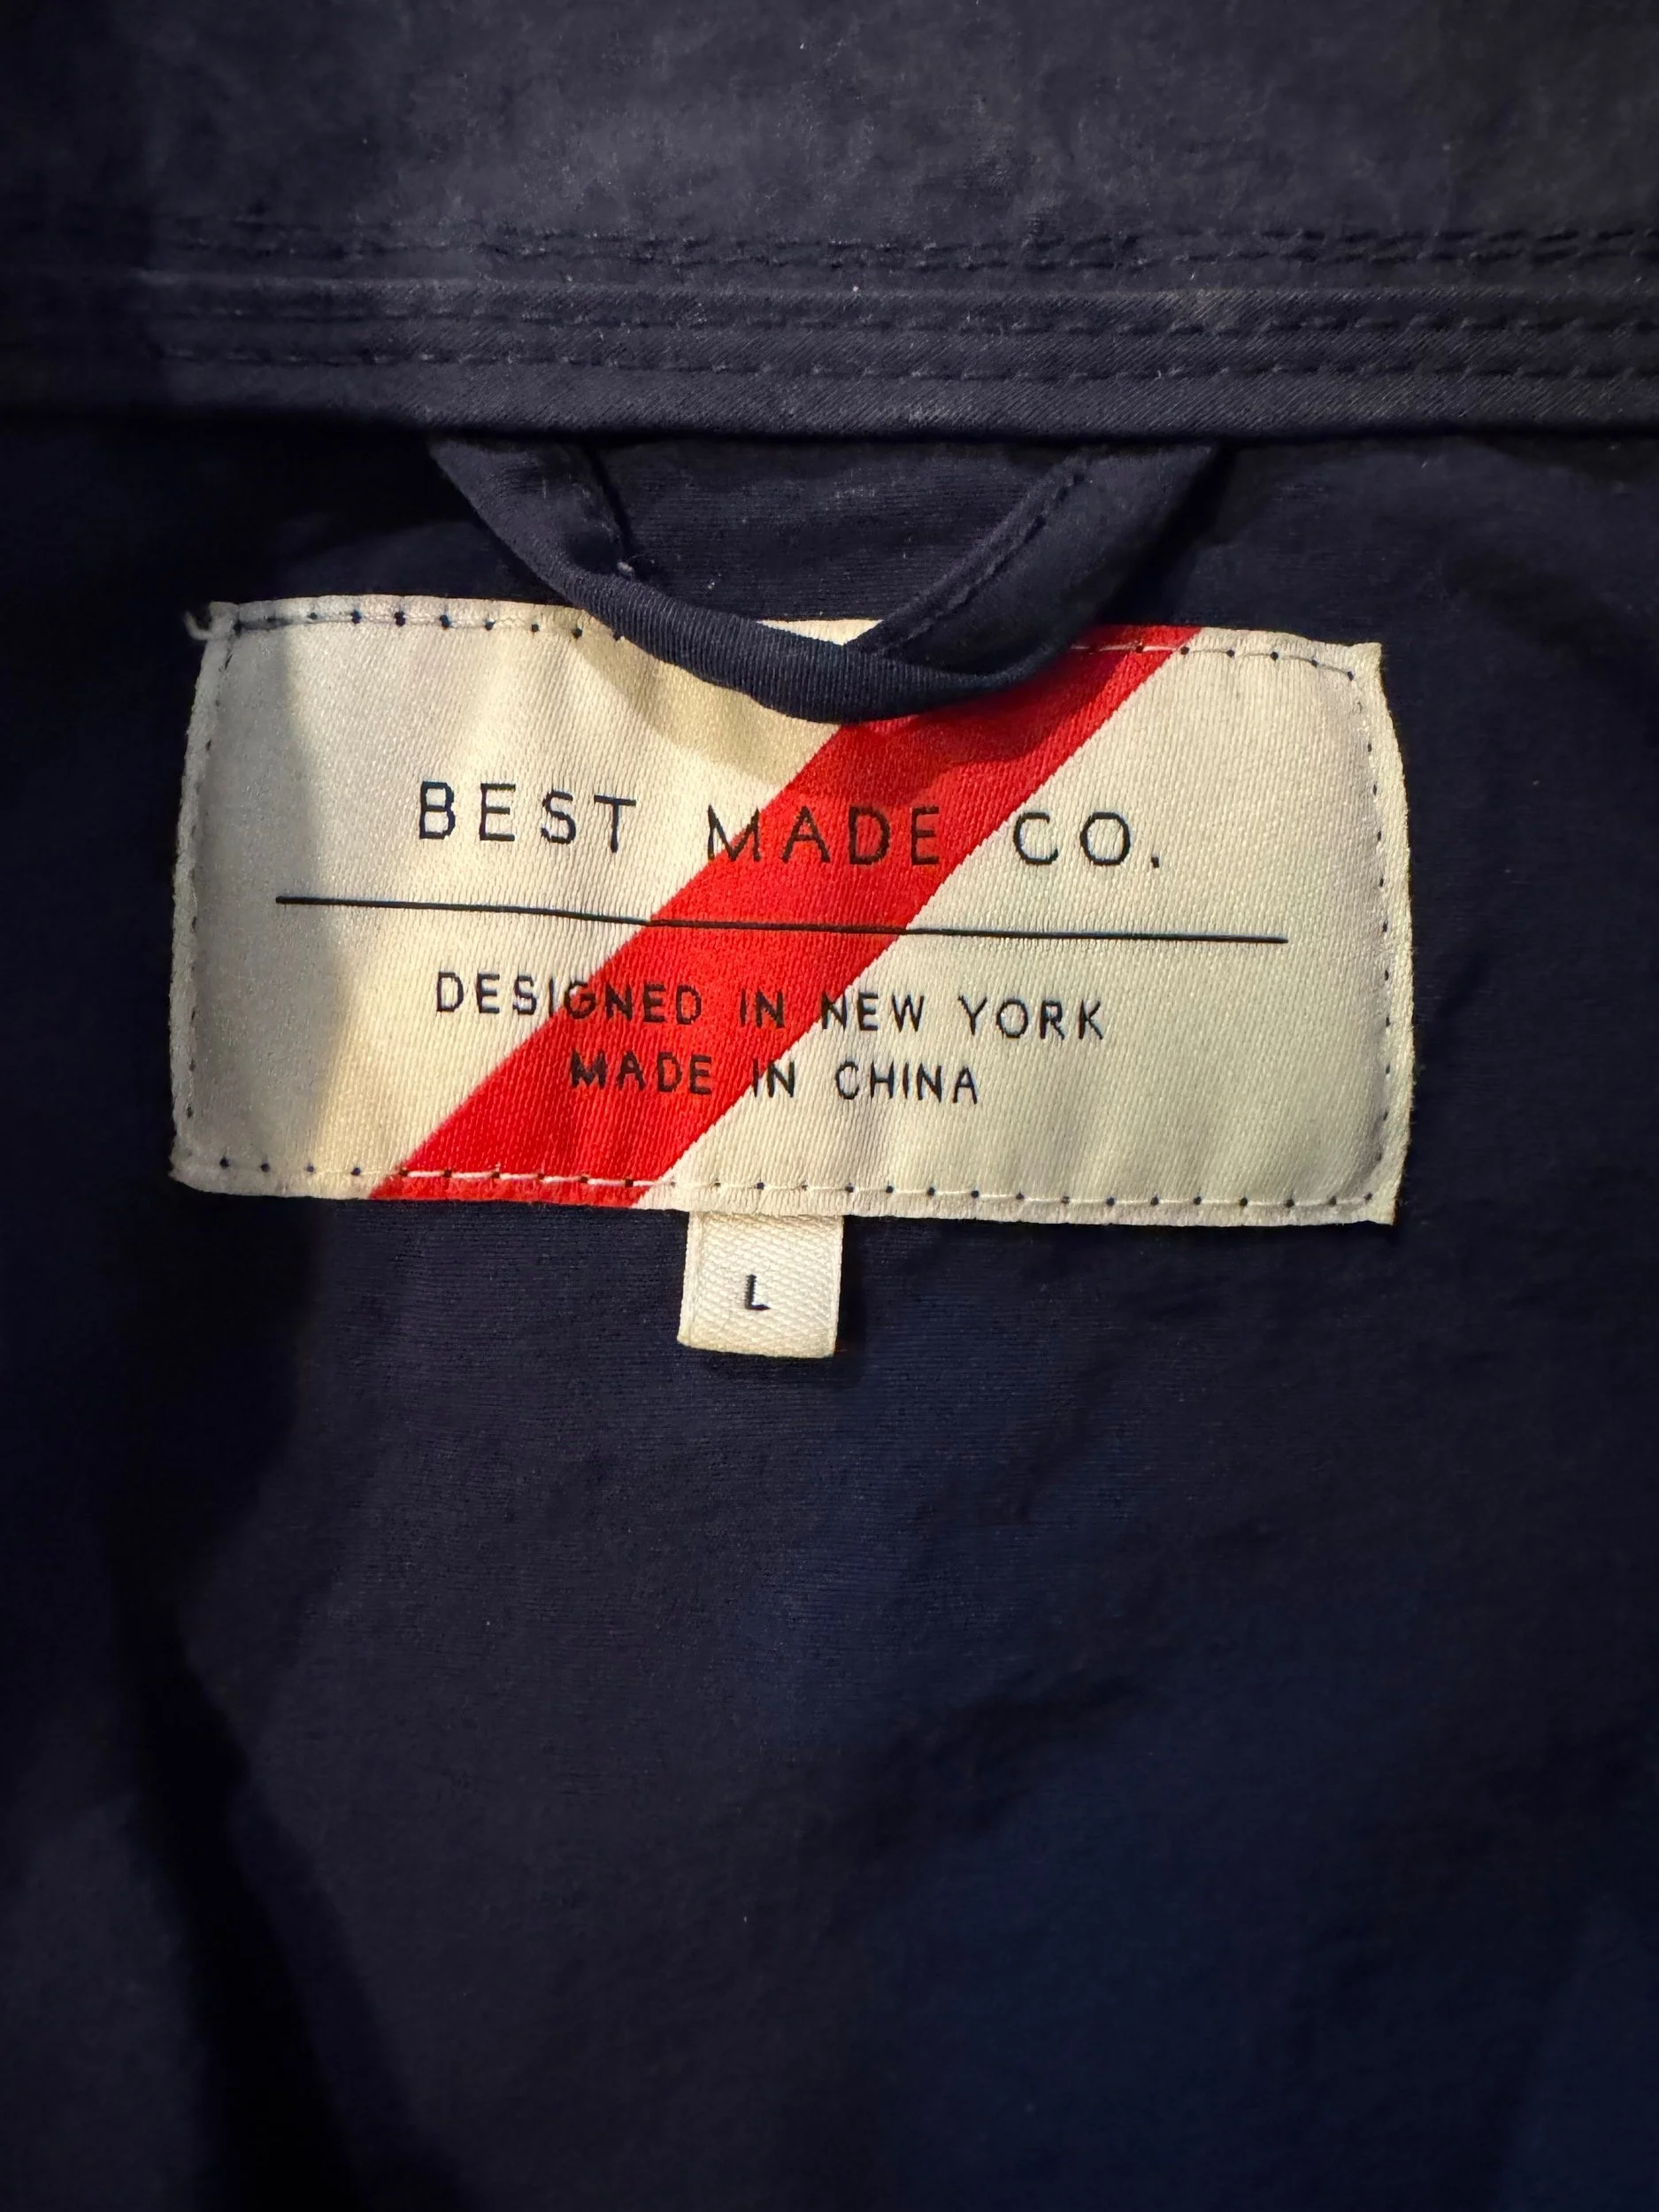 BEST MADE CO.
DESIGNED IN NEW YORK
MADE IN CHINA
L